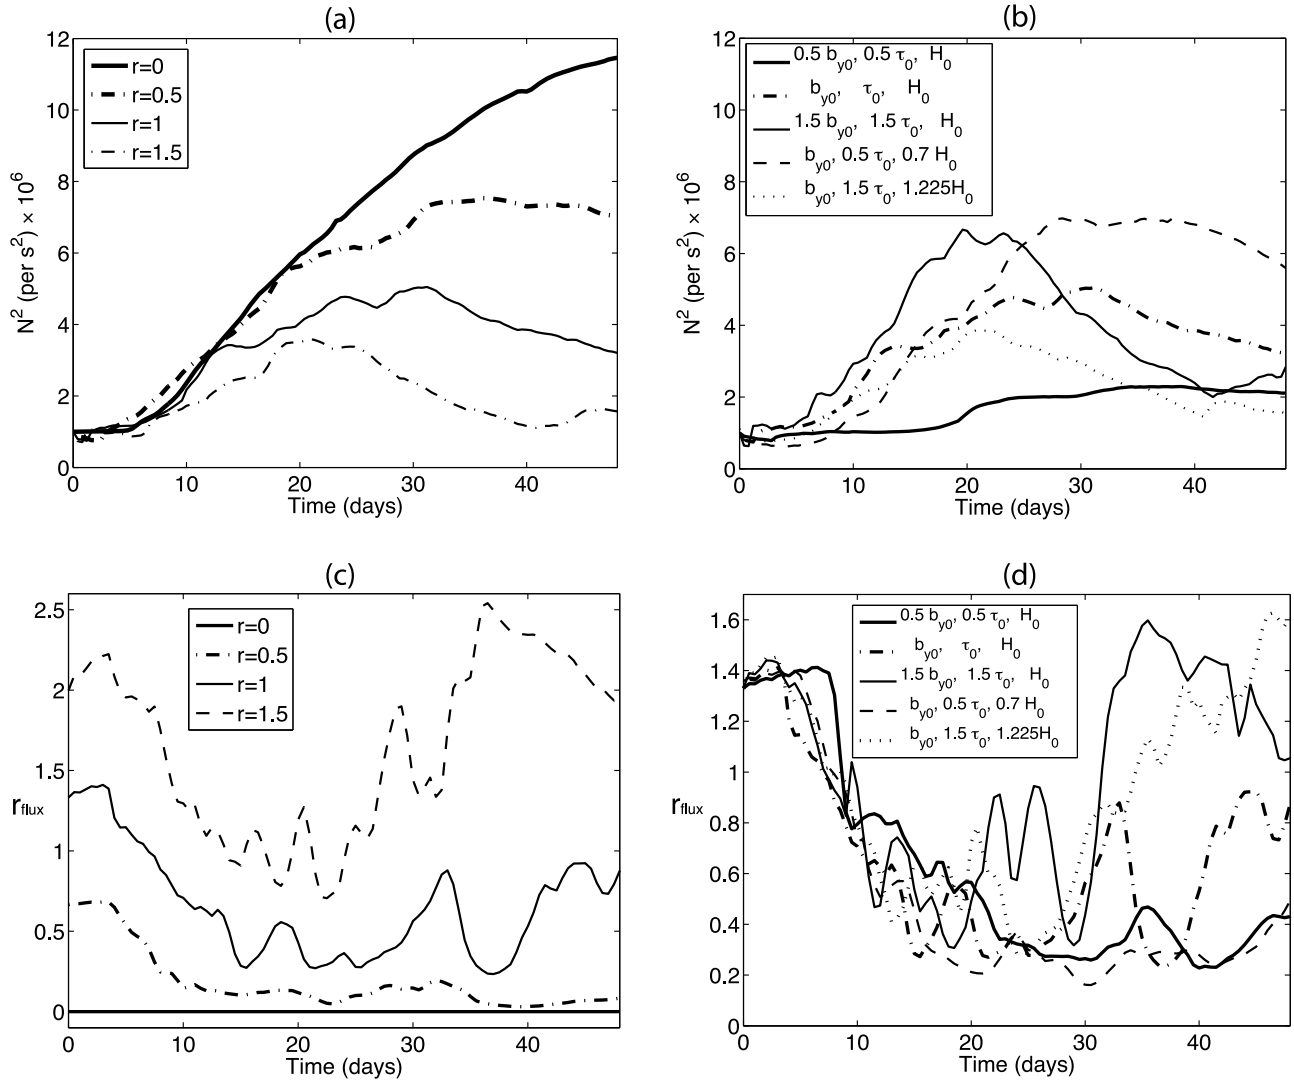 (a)
12
10
8
6
4
2
0
N² (per s²) × 10⁶
r=0
r=0.5
r=1
r=1.5
0 10 20 30 40
Time (days)
(b)
12
10
8
6
4
2
0
N² (per s²) × 10⁶
0.5 b_y0, 0.5 τ_0, H_0
b_y0, τ_0, H_0
1.5 b_y0, 1.5 τ_0, H_0
b_y0, 0.5 τ_0, 0.7 H_0
b_y0, 1.5 τ_0, 1.225H_0
0 10 20 30 40
Time (days)
(c)
2.5
2
1.5
1
0.5
0
r_flux
r=0
r=0.5
r=1
r=1.5
0 10 20 30 40
Time (days)
(d)
1.6
1.4
1.2
1
0.8
0.6
0.4
0.2
0
r_flux
0.5 b_y0, 0.5 τ_0, H_0
b_y0, τ_0, H_0
1.5 b_y0, 1.5 τ_0, H_0
b_y0, 0.5 τ_0, 0.7 H_0
b_y0, 1.5 τ_0, 1.225H_0
0 10 20 30 40
Time (days)